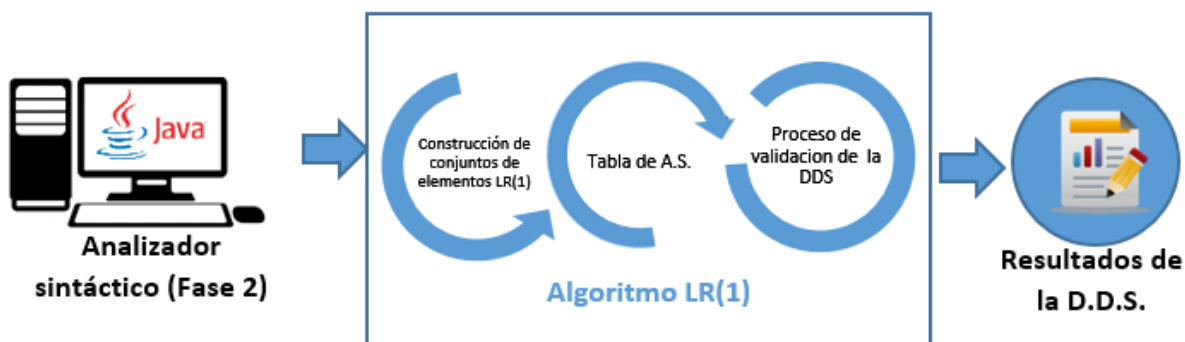 Java
Analizador
sintáctico (Fase 2)
Construcción de
conjuntos de
elementos LR(1)
Tabla de A.S.
Proceso de
validacion de la
DDS
Algoritmo LR(1)
Resultados de
la D.D.S.